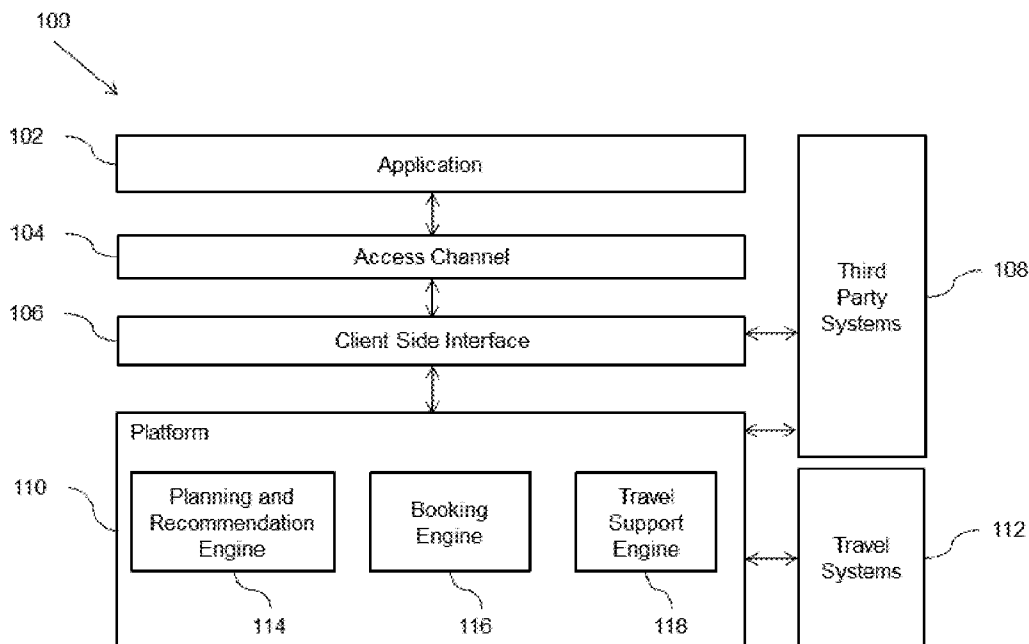 100
102
Application
104
Access Channel
106
Client Side Interface
Third
Party
Systems
108
Platform
110
Planning and
Recommendation
Engine
Booking
Engine
Travel
Support
Engine
Travel
Systems
112
114
116
118